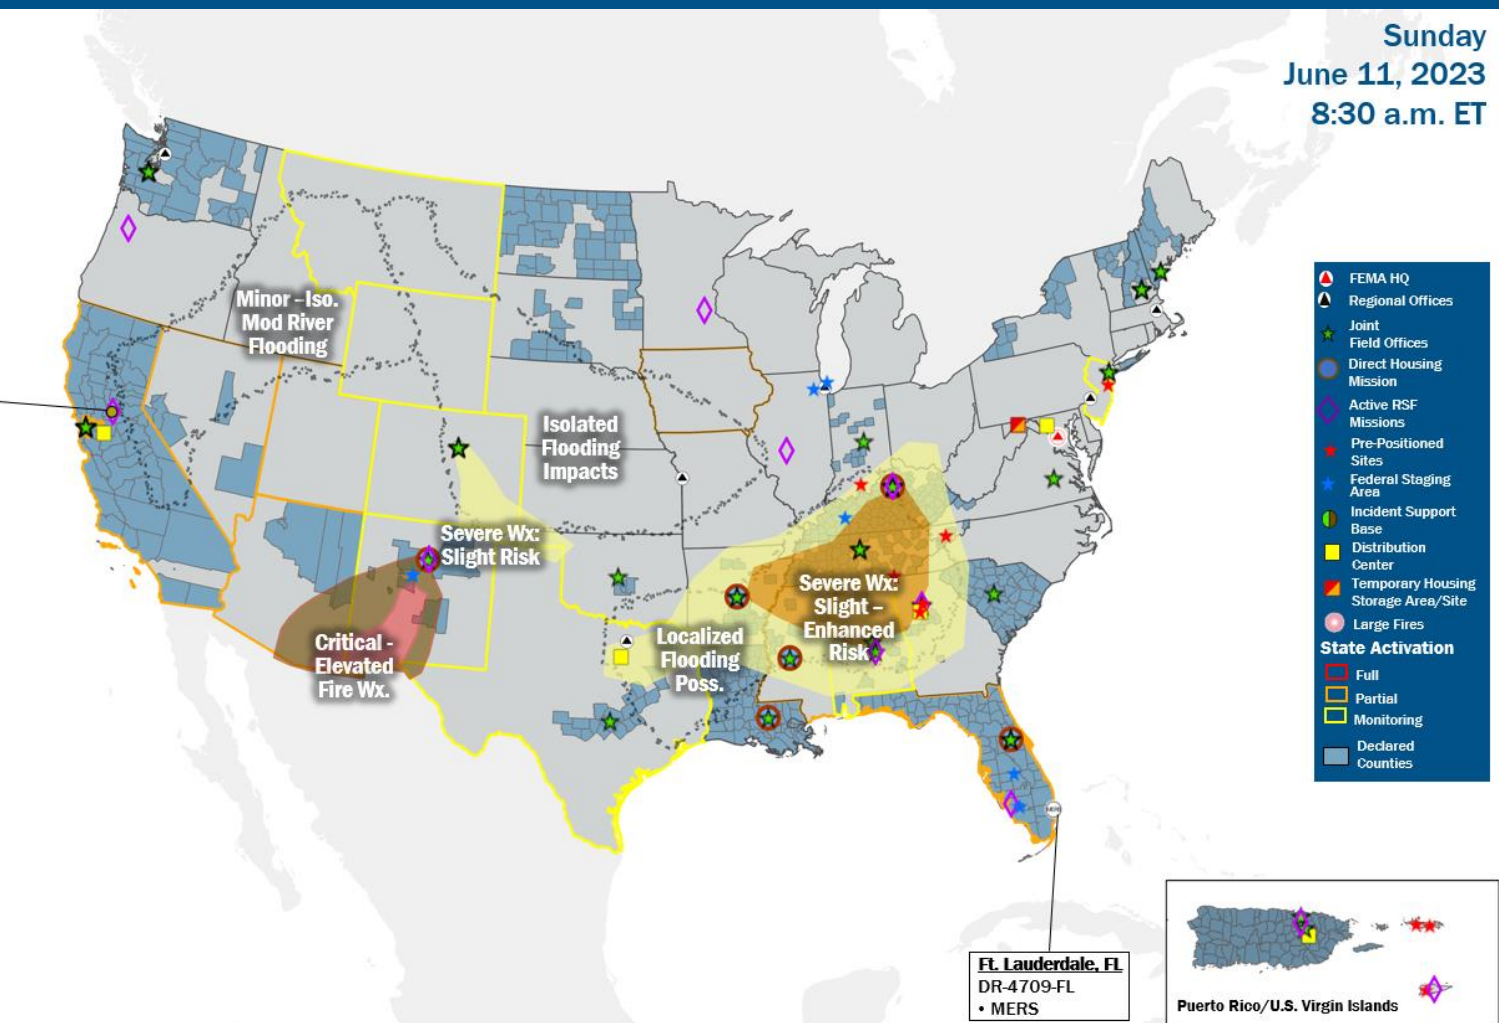 Sunday
June 11, 2023
8:30 a.m. ET
Minor –Iso.
Mod River
Flooding
Isolated
Flooding
Impacts
Severe Wx:
Slight Risk
Critical -
Elevated
Fire Wx.
Localized
Flooding
Poss.
Severe Wx:
Slight –
Enhanced
Risk
FEMA HQ
Regional Offices
Joint
Field Offices
Direct Housing
Mission
Active RSF
Missions
Pre-Positioned
Sites
Federal Staging
Area
Incident Support
Base
Distribution
Center
Temporary Housing
Storage Area/Site
Large Fires
State Activation
Full
Partial
Monitoring
Declared
Counties
MERS
Ft. Lauderdale, FL
DR-4709-FL
• MERS
Puerto Rico/U.S. Virgin Islands